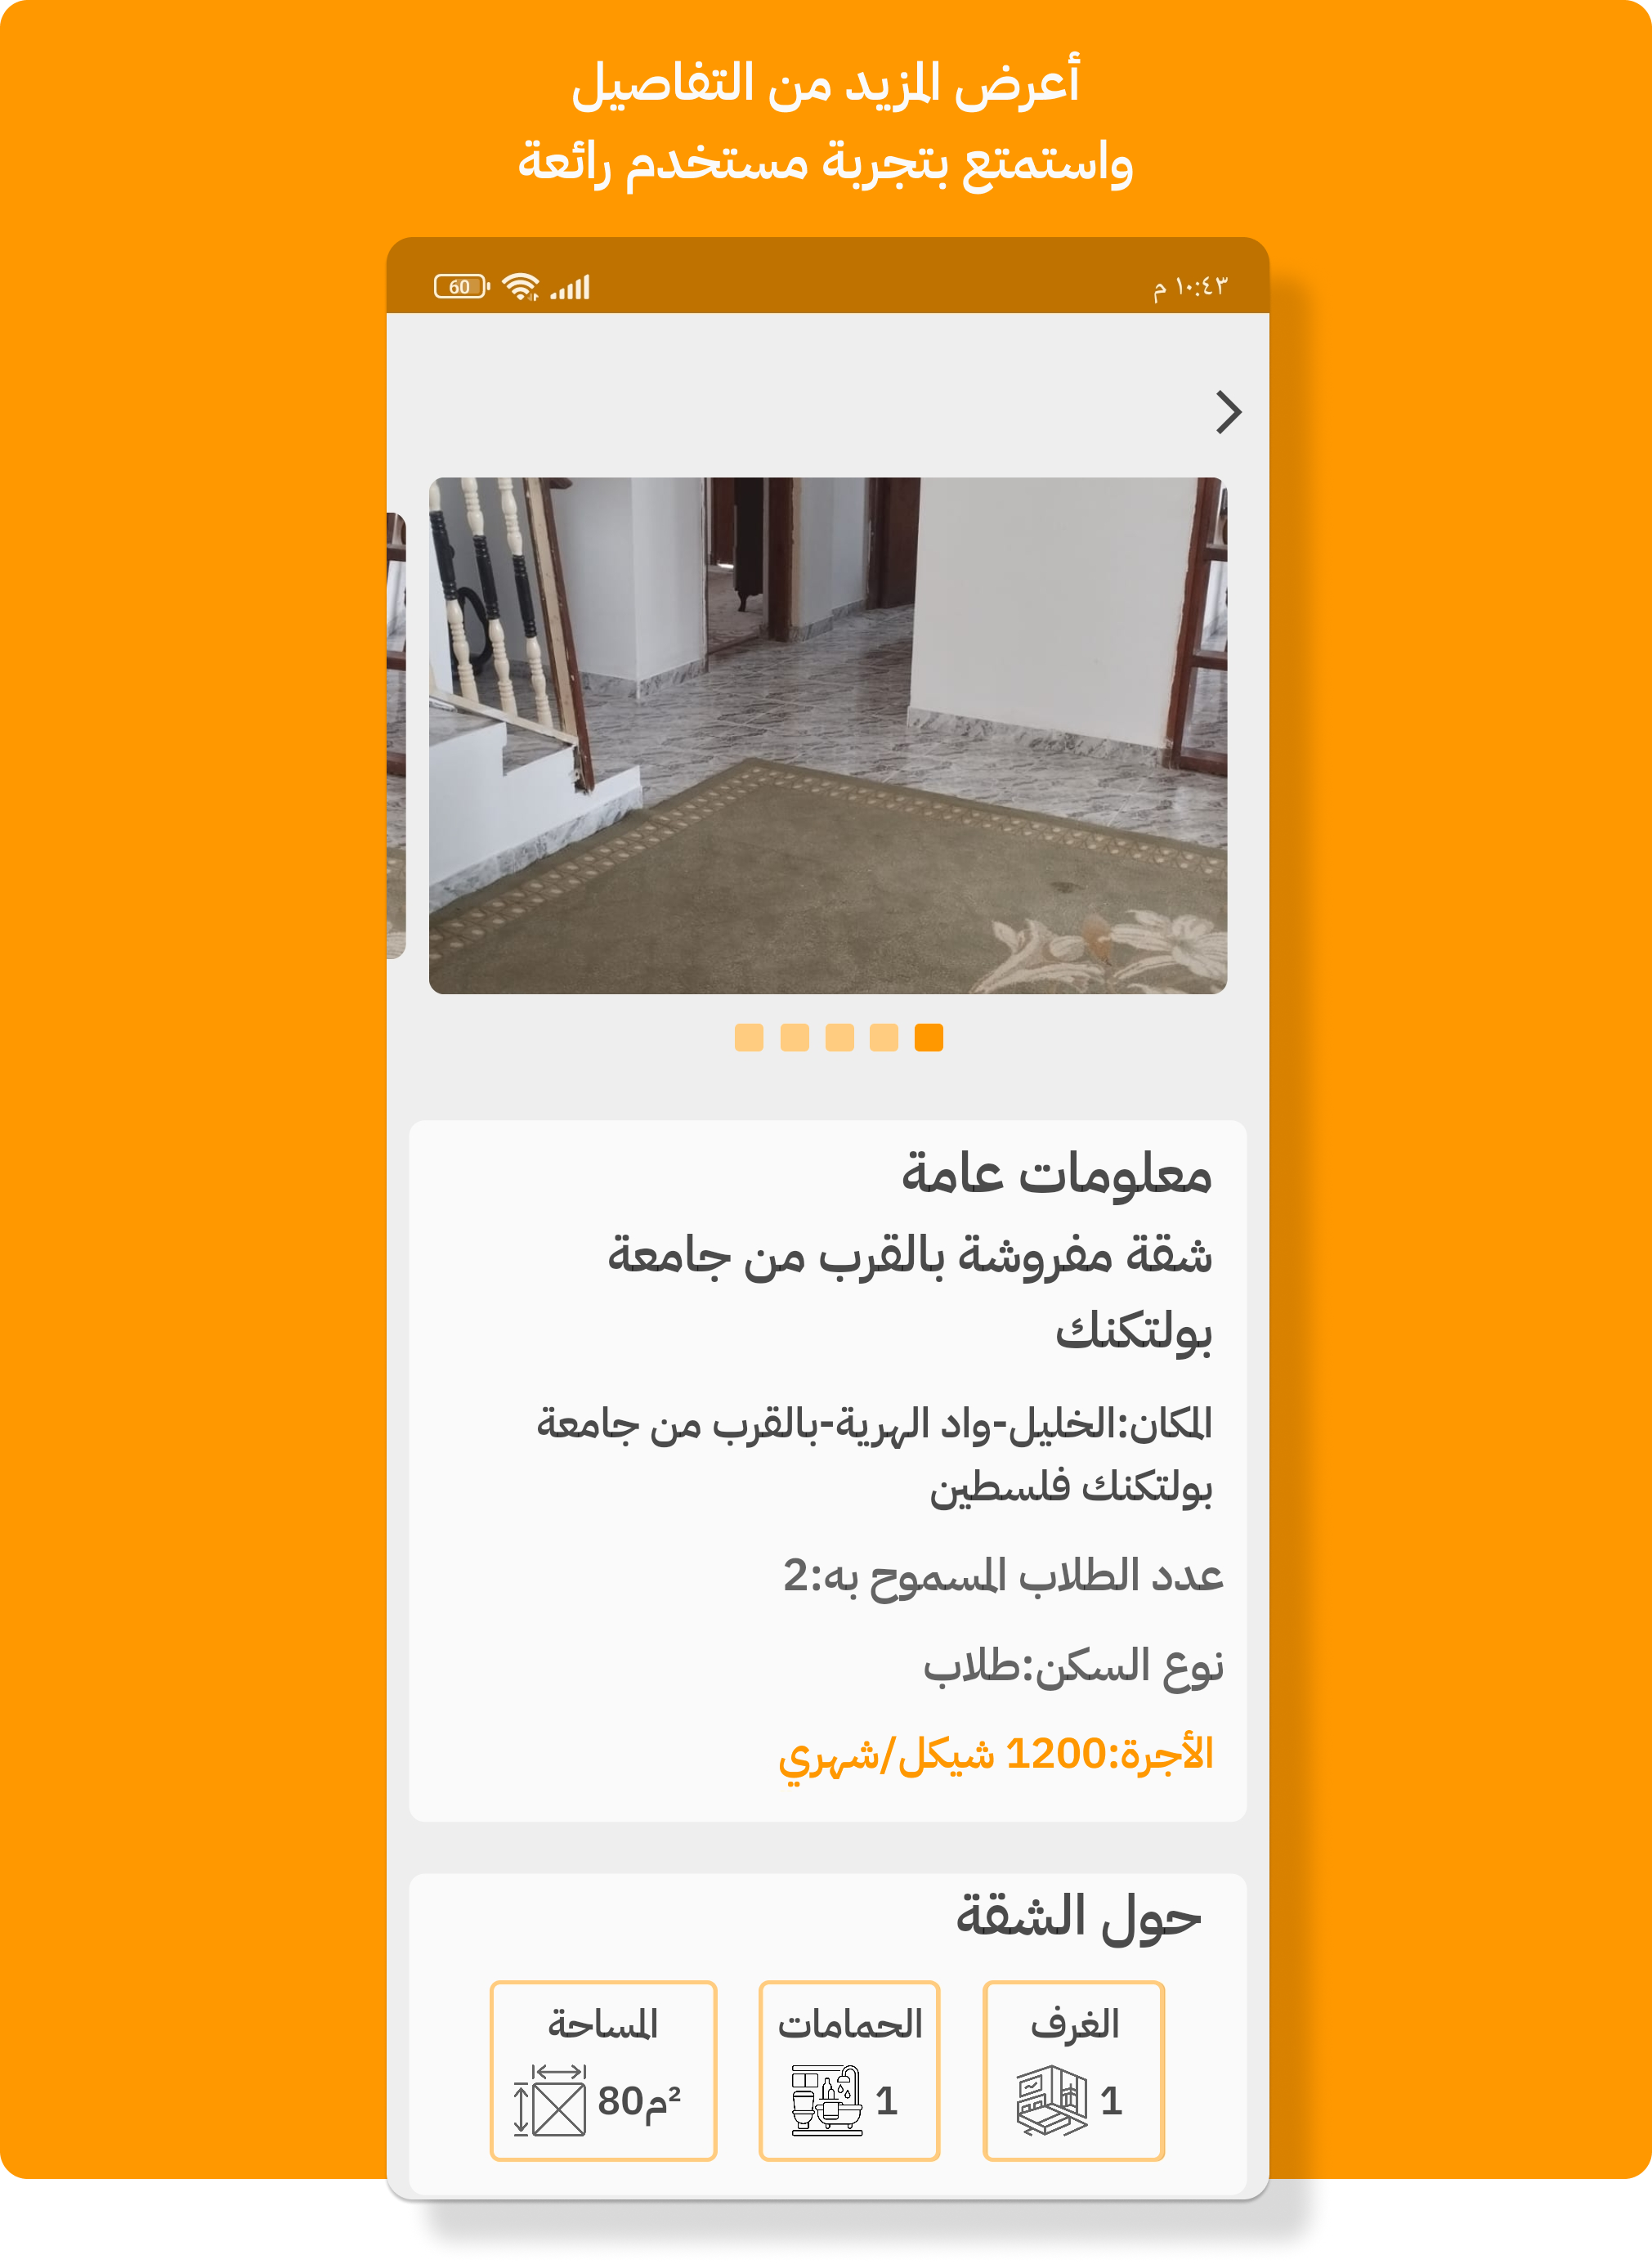 أعرض المزيد من التفاصيل
واستمتع بتجربة مستخدم رائعة
١٠:٤٣ م
60
معلومات عامة
شقة مفروشة بالقرب من جامعة
بولتكنك
المكان:الخليل-واد الهرية-بالقرب من جامعة
بولتكنك فلسطين
عدد الطلاب المسموح به:2
نوع السكن:طلاب
الأجرة:1200 شيكل/شهري
حول الشقة
الغرف
1
الحمامات
1
المساحة
80م²